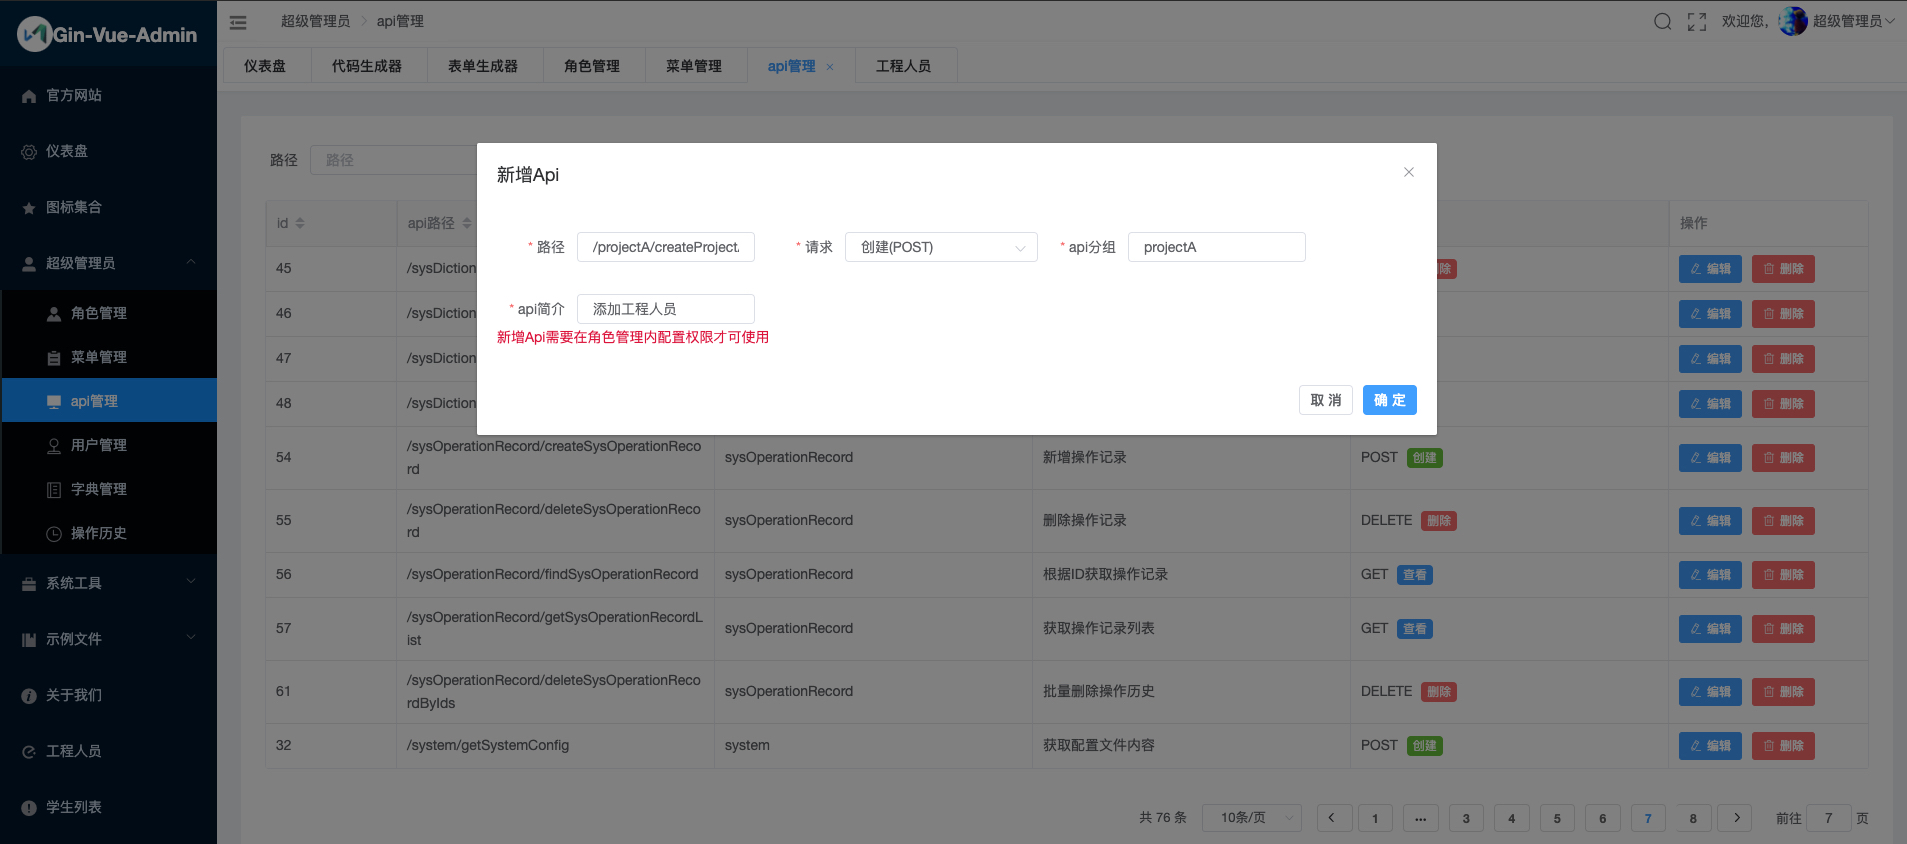 Gin-Vue-Admin
官方网站
仪表盘
图标集合
超级管理员
角色管理
菜单管理
api管理
用户管理
字典管理
操作历史
系统工具
示例文件
关于我们
工程人员
学生列表
超级管理员 > api管理
欢迎您, 超级管理员
仪表盘 代码生成器 表单生成器 角色管理 菜单管理 api管理 × 工程人员
路径 路径
新增Api
* 路径 /projectA/createProject * 请求 创建(POST) * api分组 projectA
* api简介 添加工程人员
新增Api需要在角色管理内配置权限才可使用
取 消 确 定
id api路径 操作
45 /sysDiction 删除 编辑 删除
46 /sysDiction 编辑 删除
47 /sysDiction 编辑 删除
48 /sysDiction 编辑 删除
54 /sysOperationRecord/createSysOperationReco
rd sysOperationRecord 新增操作记录 POST 创建 编辑 删除
55 /sysOperationRecord/deleteSysOperationReco
rd sysOperationRecord 删除操作记录 DELETE 删除 编辑 删除
56 /sysOperationRecord/findSysOperationRecord sysOperationRecord 根据ID获取操作记录 GET 查看 编辑 删除
57 /sysOperationRecord/getSysOperationRecordL
ist sysOperationRecord 获取操作记录列表 GET 查看 编辑 删除
61 /sysOperationRecord/deleteSysOperationReco
rdByIds sysOperationRecord 批量删除操作历史 DELETE 删除 编辑 删除
32 /system/getSystemConfig system 获取配置文件内容 POST 创建 编辑 删除
共 76 条 10条/页 < 1 ··· 3 4 5 6 7 8 > 前往 7 页